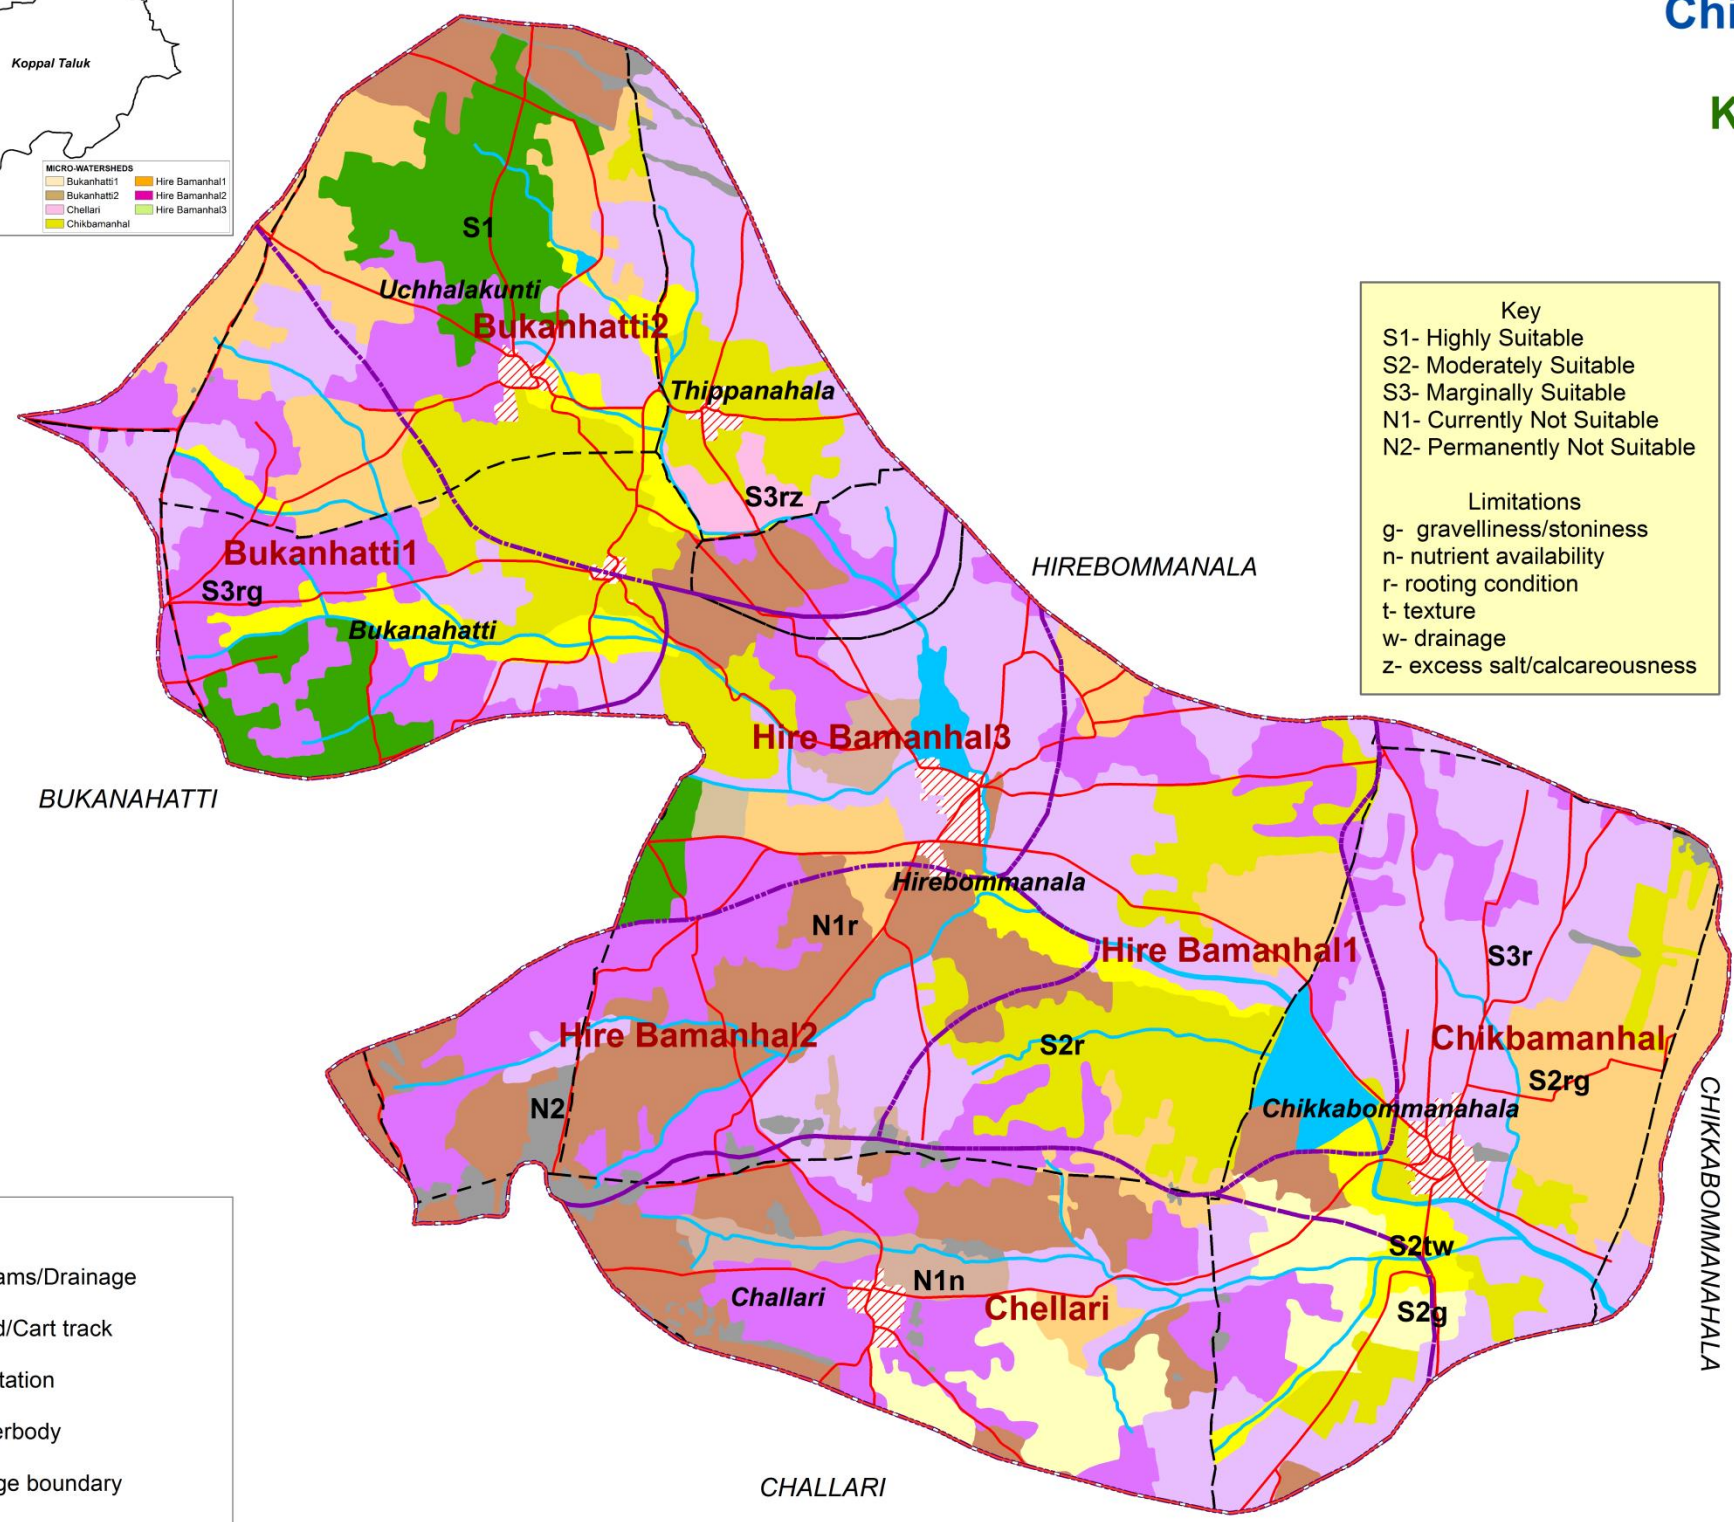 Chi
K
Koppal Taluk
MICRO-WATERSHEDS
Bukanhatti1
Hire Bamanhal1
Bukanhatti2
Hire Bamanhal2
Chellari
Hire Bamanhal3
Chikbamanhal
S1
Uchhalakunti
Bukanhatti2
Thippanahala
S3rz
Bukanhatti1
S3rg
Bukanahatti
HIREBOMMANALA
Key
S1- Highly Suitable
S2- Moderately Suitable
S3- Marginally Suitable
N1- Currently Not Suitable
N2- Permanently Not Suitable
Limitations
g- gravelliness/stoniness
n- nutrient availability
r- rooting condition
t- texture
w- drainage
z- excess salt/calcareousness
Hire Bamanhal3
BUKANAHATTI
Hirebommanala
N1r
Hire Bamanhal1
S3r
Hire Bamanhal2
S2r
Chikbamanhal
S2rg
N2
Chikkabommanahala
CHIKKABOMMANAHALA
S2tw
N1n
Challari
Chellari
S2g
CHALLARI
ams/Drainage
d/Cart track
tation
erbody
ge boundary